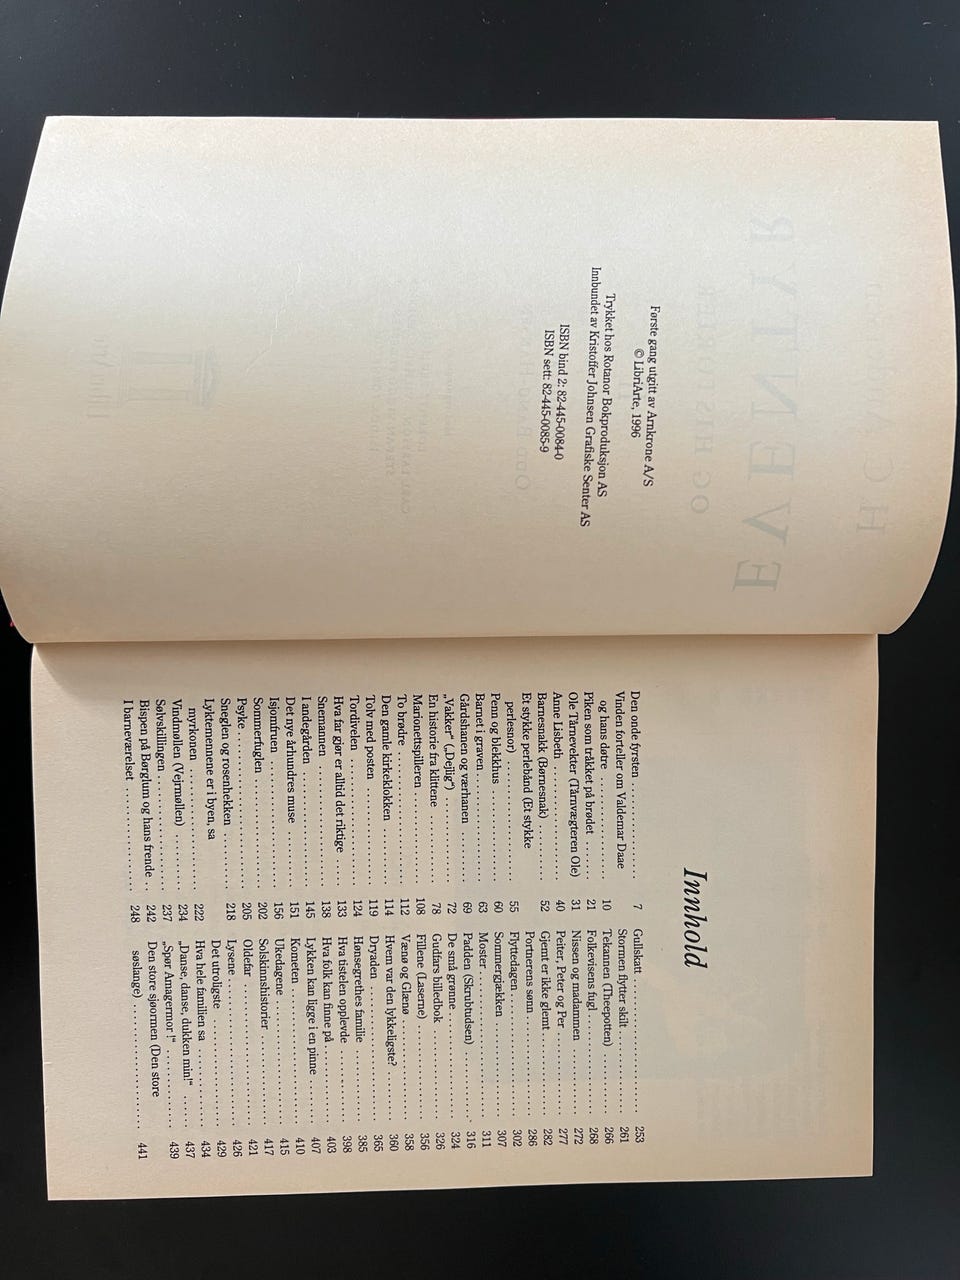 Første gang utgitt av Arnkrone A/S
© LibriArte, 1996
Trykket hos Rotanor Bokproduksjon AS
Innbundet av Kristoffer Johnsen Grafiske Senter AS
ISBN bind 2: 82-445-0084-0
ISBN sett: 82-445-0085-9
Innhold
Den onde fyrsten ........... 7
Vinden forteller om Valdemar Daae
og hans døtre ........... 10
Piken som tråkket på brødet ...... 21
Ole Tårnevekter (Tårnvægteren Ole) 31
Anne Lisbeth ........... 40
Barnesnakk (Børnesnak) ........ 52
Et stykke perlebånd (Et stykke
perlesnor) ........... 55
Penn og blekkhus ........... 60
Barnet i graven ........... 63
Gårdshanen og værhanen ........ 69
„Vakker“ („Dejlig“) ........... 72
En historie fra klittene ........... 78
Marionettspilleren ........... 108
To brødre ........... 112
Den gamle kirkeklokken ......... 114
Tolv med posten ........... 119
Tordivelen ........... 124
Hva far gjør er alltid det riktige .... 133
Snemannen ........... 138
I andegården ........... 145
Det nye århundres muse ......... 151
Isjomfruen ........... 156
Sommerfuglen ........... 202
Psyke ........... 205
Sneglen og rosenhekken ......... 218
Lyktemennene er i byen, sa
myrkonen ........... 222
Vindmøllen (Vejrmøllen) ........ 234
Sølvskillingen ........... 237
Bispen på Børglum og hans frende .. 242
I barneværelset ........... 248
Gullskatt ........... 253
Stormen flytter skilt ........... 261
Tekannen (Theepotten) ......... 266
Folkevisens fugl ........... 268
Nissen og madammen .......... 272
Peiter, Peter og Per ........... 277
Gjemt er ikke glemt ........... 282
Portnerens sønn ........... 286
Flyttedagen ........... 302
Sommergjækken ........... 307
Moster ........... 311
Padden (Skrubtudsen) .......... 316
De små grønne ........... 324
Gudfars billedbok ........... 326
Fillene (Laserne) ........... 356
Vænø og Glænø ........... 358
Hvem var den lykkeligste? ........ 360
Dryaden ........... 365
Hønsegrethes familie ........... 385
Hva tistelen opplevde ........... 398
Hva folk kan finne på ........... 403
Lykken kan ligge i en pinne ...... 407
Kometen ........... 410
Ukedagene ........... 415
Solskinnshistorier ........... 417
Oldefar ........... 421
Lysene ........... 426
Det utroligste ........... 429
Hva hele familien sa ........... 434
„Danse, danse, dukken min!“ ..... 437
„Spør Amagermor!“ ........... 439
Den store sjøormen (Den store
søslange) ........... 441